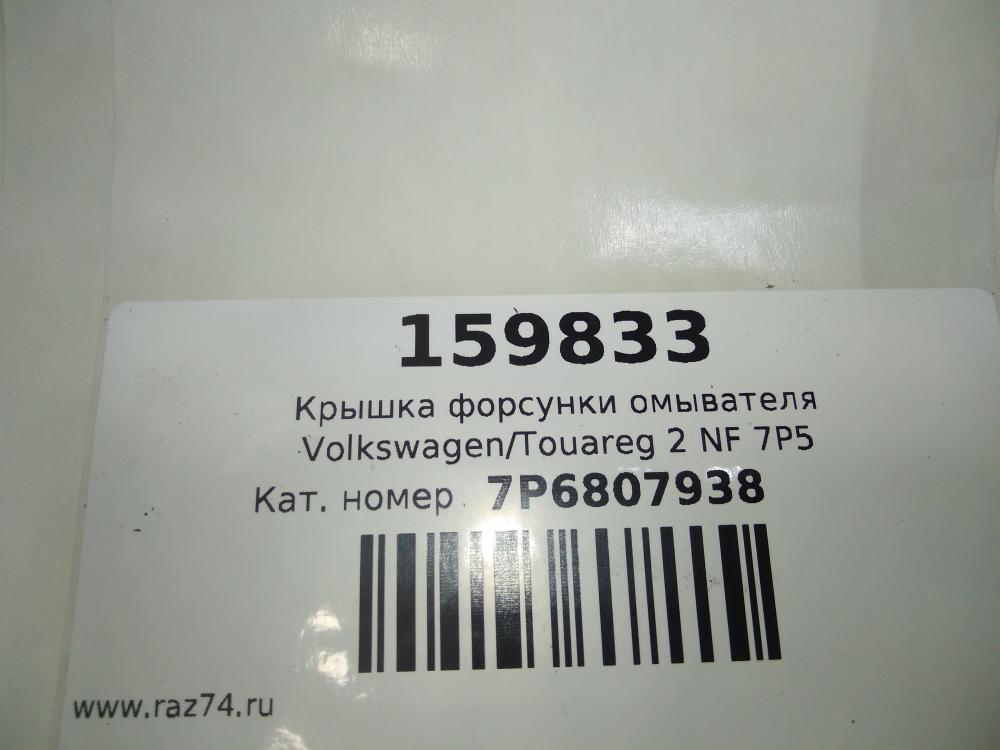 159833
Крышка форсунки омывателя
Volkswagen/Touareg 2 NF 7P5
Кат. номер 7P6807938
www.raz74.ru